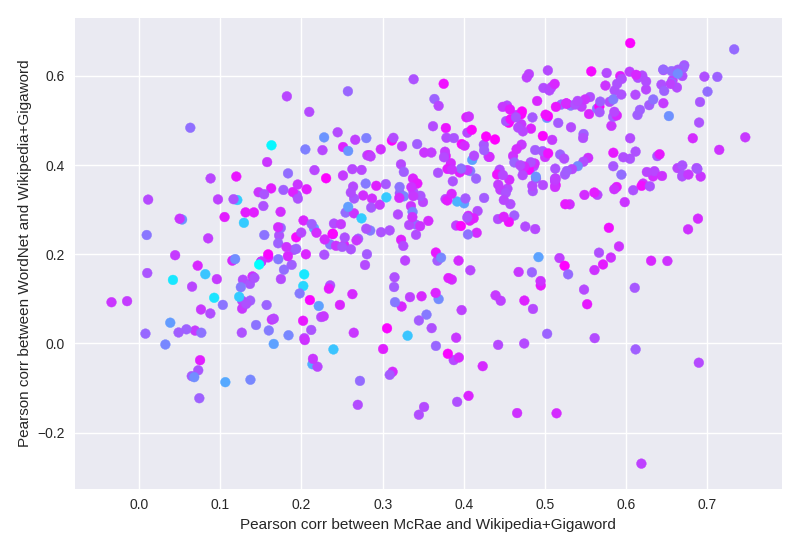 Pearson corr between WordNet and Wikipedia+Gigaword
0.6
0.4
0.2
0.0
−0.2
0.0 0.1 0.2 0.3 0.4 0.5 0.6 0.7
Pearson corr between McRae and Wikipedia+Gigaword